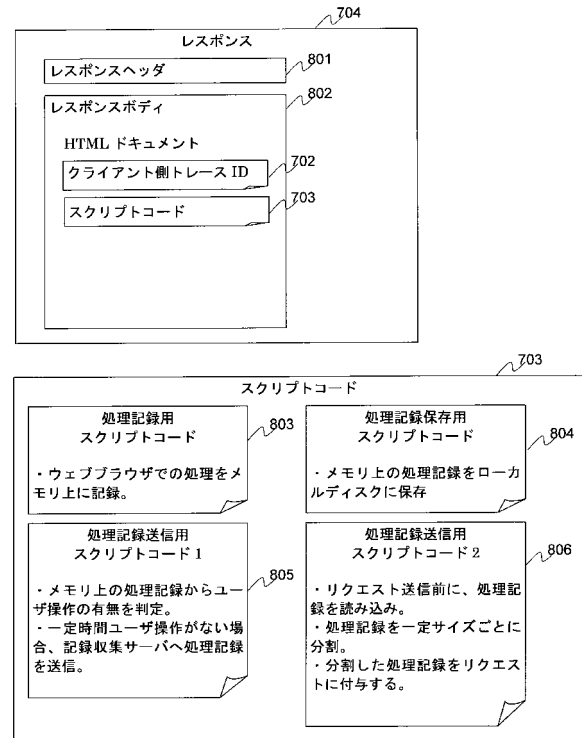 704
レスポンス
レスポンスヘッダ
801
レスポンスボディ
802
HTML ドキュメント
クライアント側トレース ID
702
スクリプトコード
703
703
スクリプトコード
処理記録用
スクリプトコード
803
・ウェブブラウザでの処理をメ
モリ上に記録。
処理記録保存用
スクリプトコード
804
・メモリ上の処理記録をローカ
ルディスクに保存
処理記録送信用
スクリプトコード 1
805
・メモリ上の処理記録からユー
ザ操作の有無を判定。
・一定時間ユーザ操作がない場
合、記録収集サーバへ処理記録
を送信。
処理記録送信用
スクリプトコード 2
806
・リクエスト送信前に、処理記
録を読み込み。
・処理記録を一定サイズごとに
分割。
・分割した処理記録をリクエス
トに付与する。